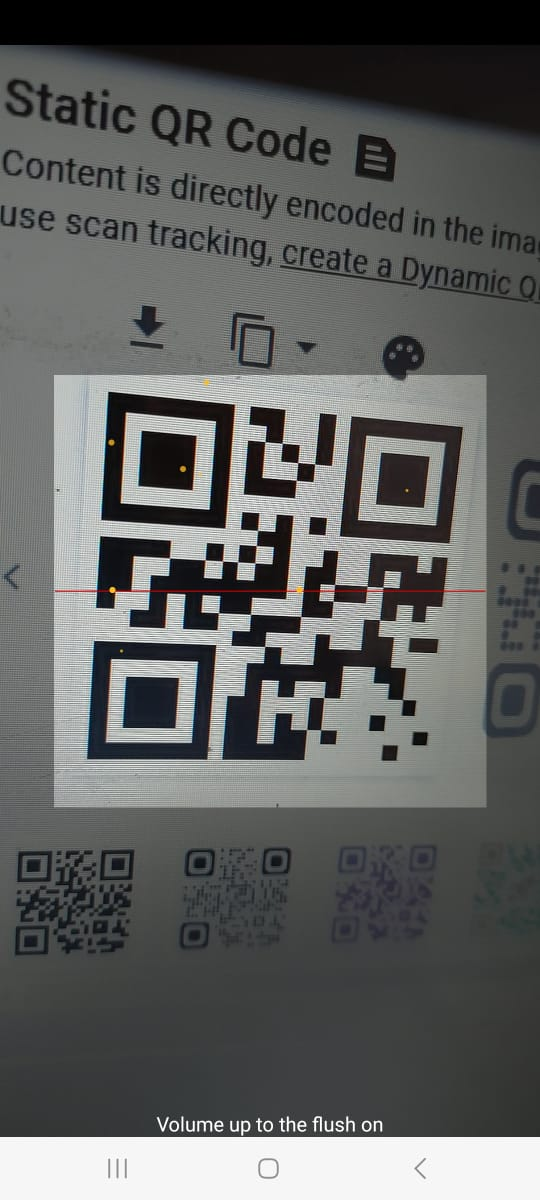 Static QR Code
Content is directly encoded in the ima
use scan tracking, create a Dynamic Q
Volume up to the flush on